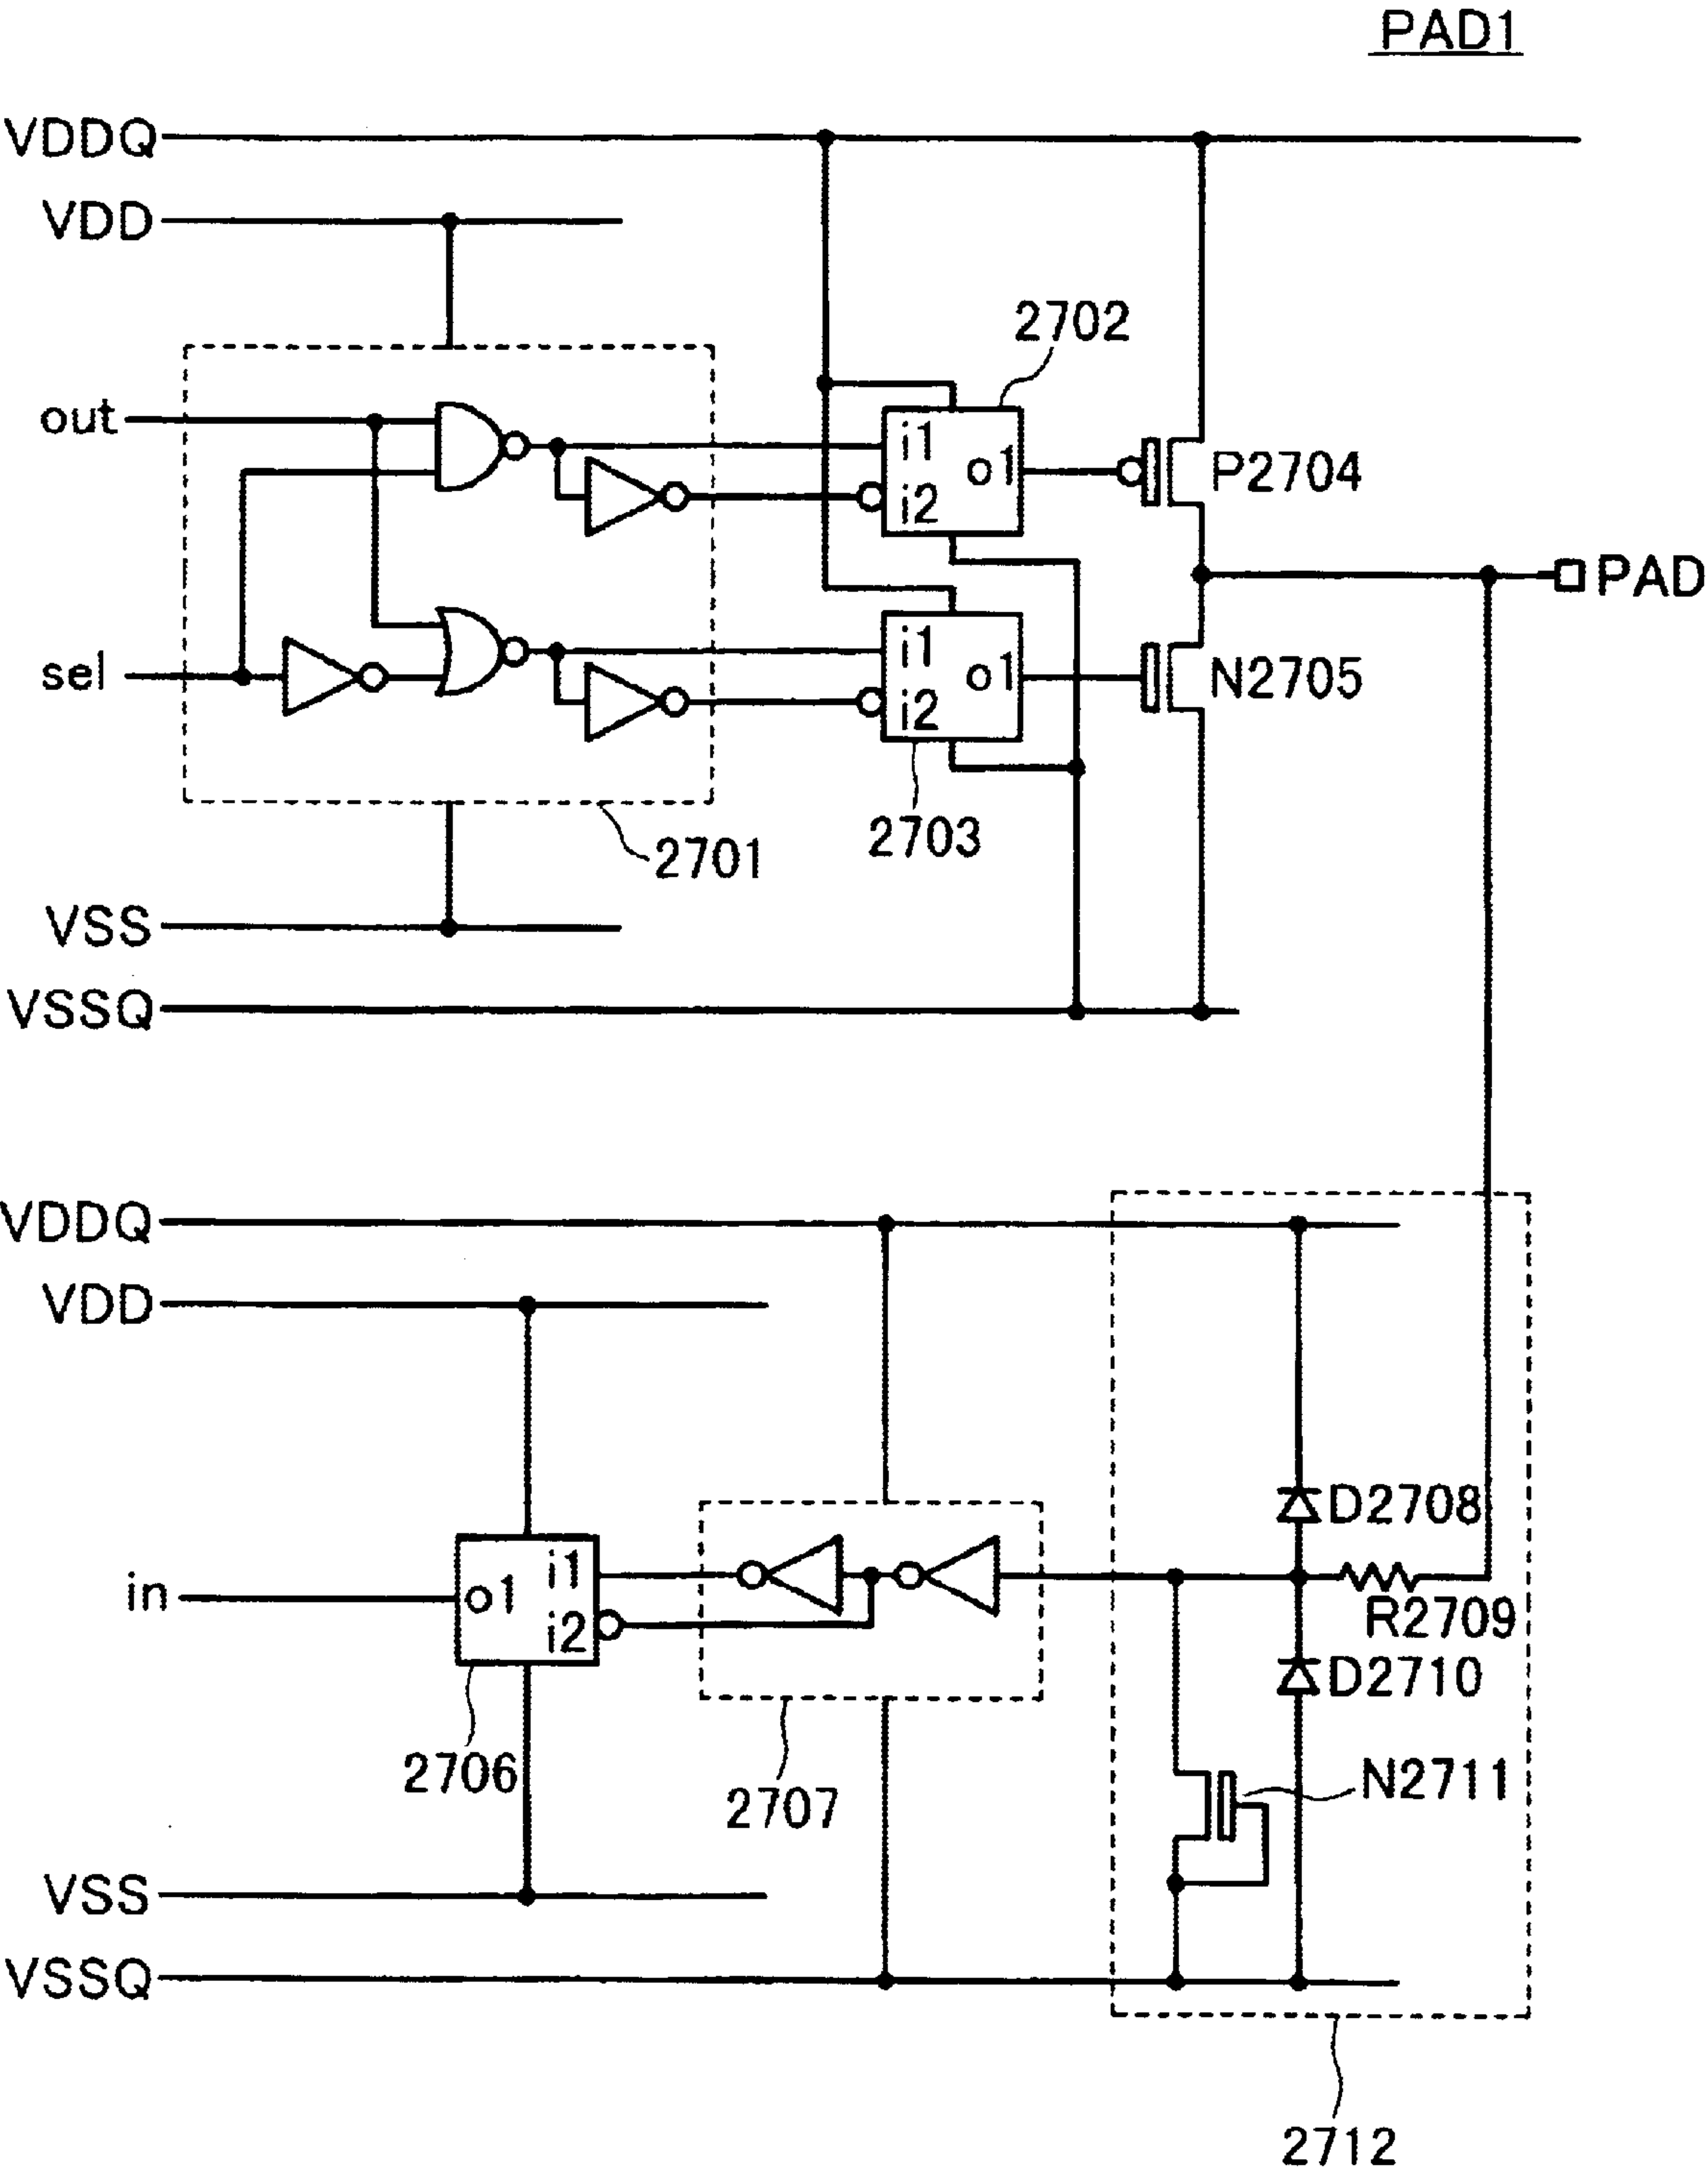 PAD1
VDDQ
VDD
2702
out
i1
o1
i2
P2704
PAD
sel
i1
o1
i2
N2705
2703
2701
VSS
VSSQ
VDDQ
VDD
D2708
in
o1
i1
i2
R2709
D2710
2706
2707
N2711
VSS
VSSQ
2712